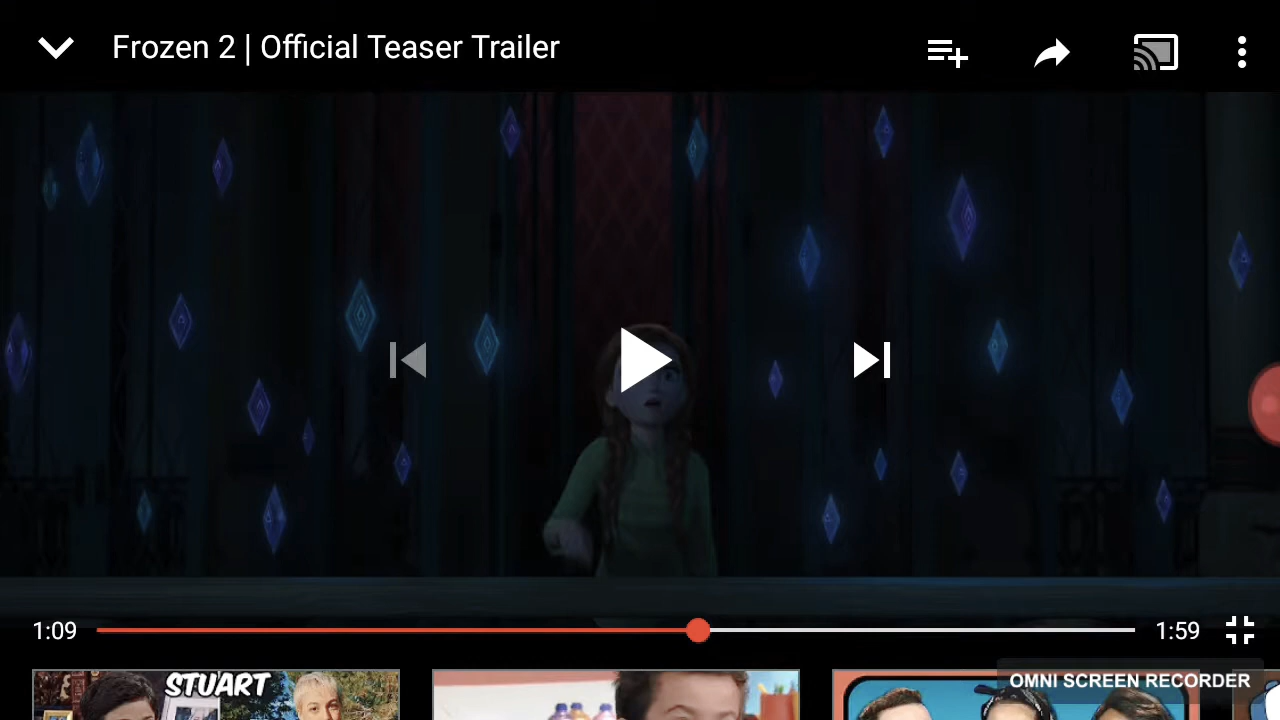 Frozen 2 | Official Teaser Trailer
1:09
1:59
STUART
OMNI SCREEN RECORDER